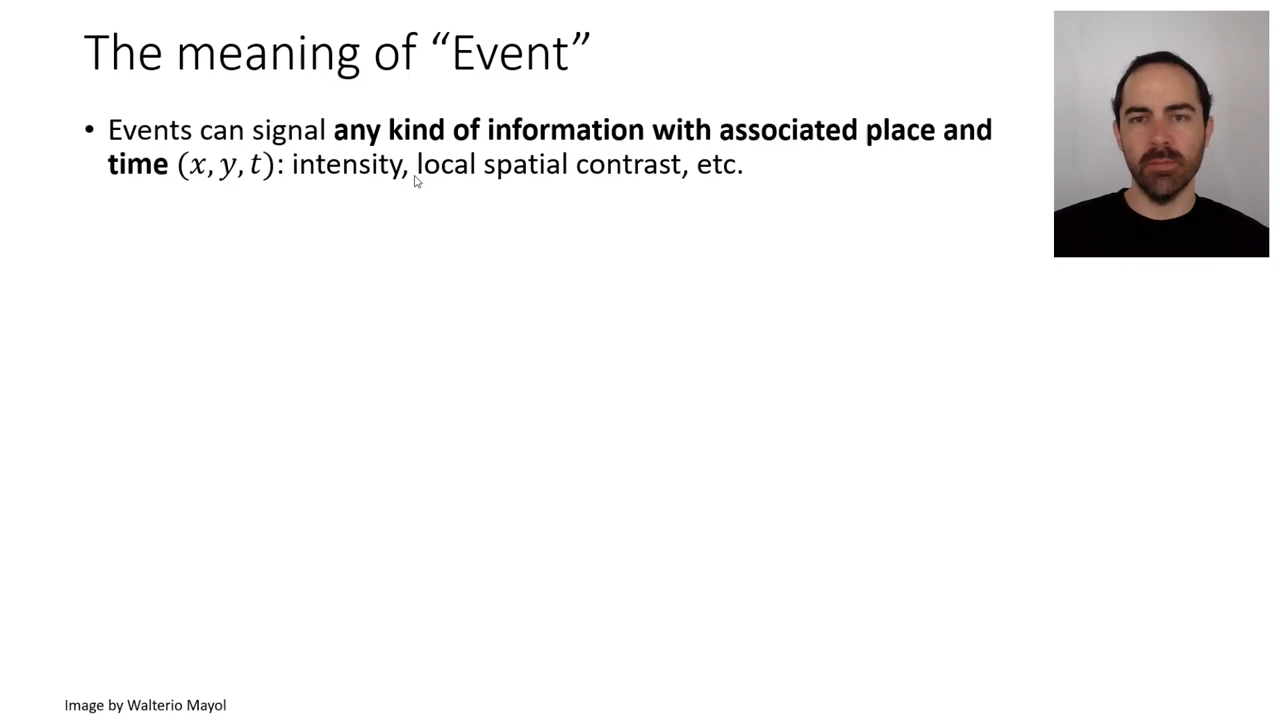 The meaning of “Event”
• Events can signal any kind of information with associated place and
time (x, y, t): intensity, local spatial contrast, etc.
Image by Walterio Mayol